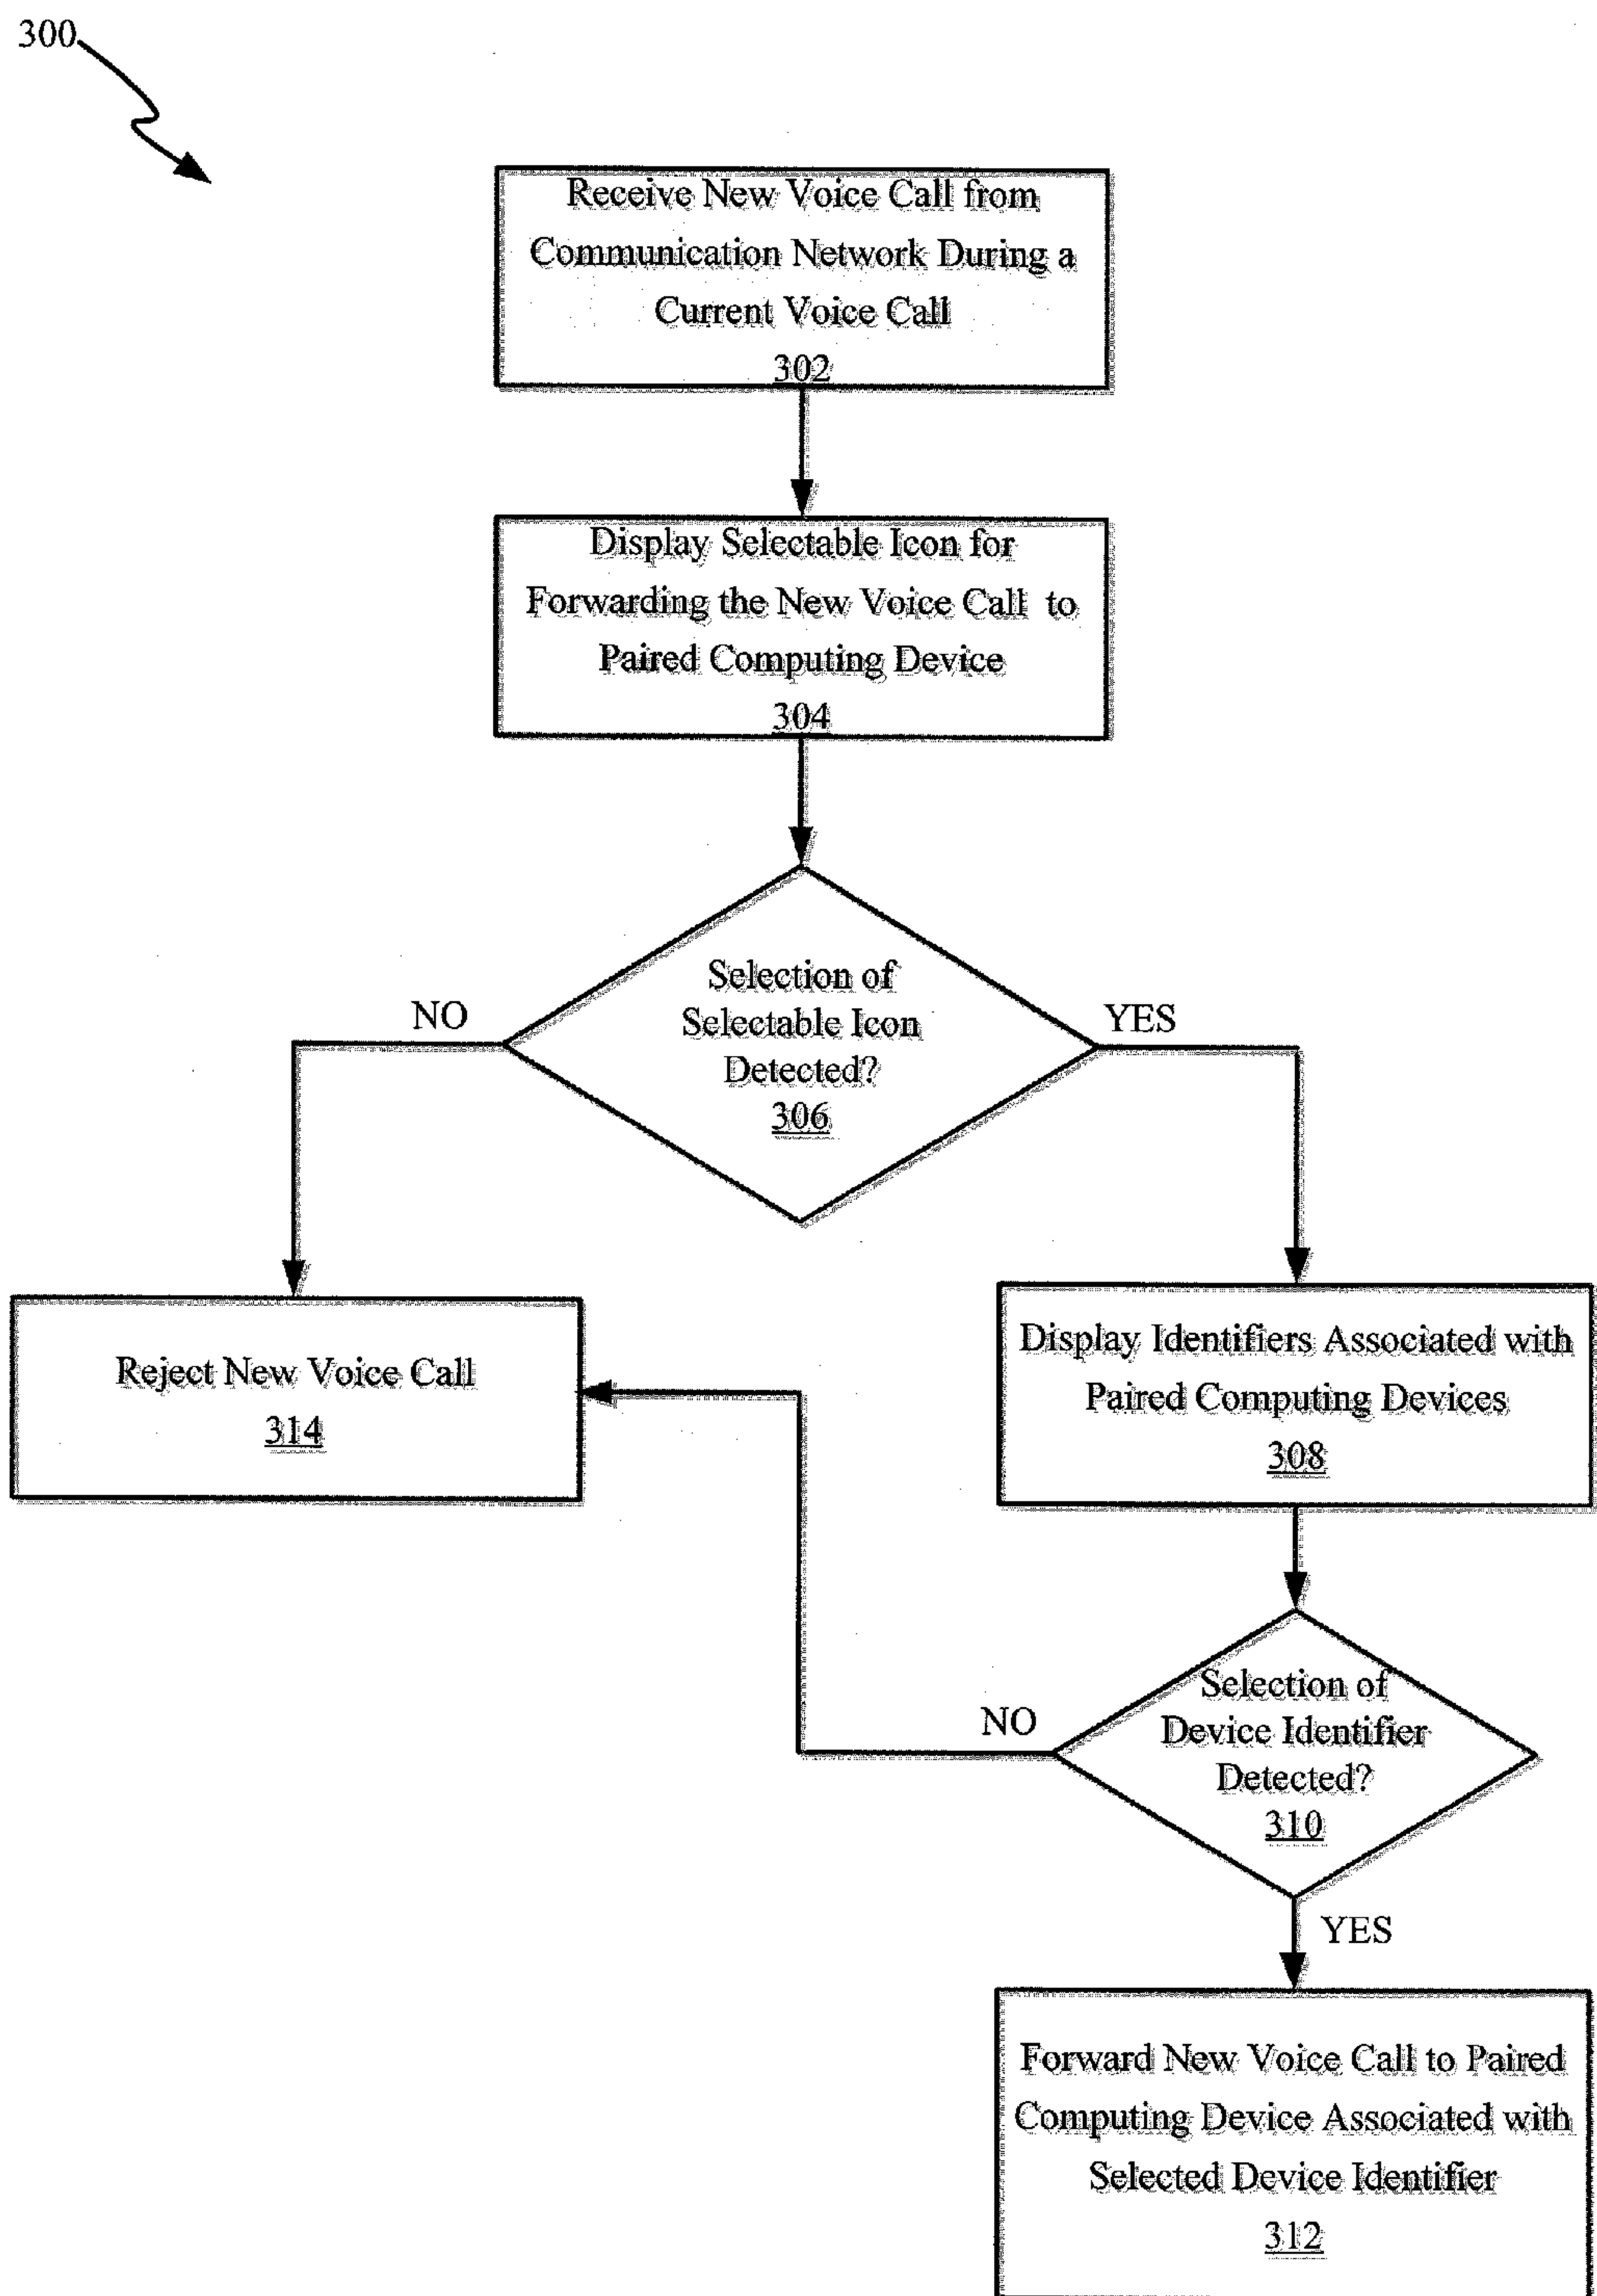 300
Receive New Voice Call from
Communication Network During a
Current Voice Call
302
Display Selectable Icon for
Forwarding the New Voice Call to
Paired Computing Device
304
Selection of
Selectable Icon
Detected?
306
NO
YES
Reject New Voice Call
314
Display Identifiers Associated with
Paired Computing Devices
308
Selection of
Device Identifier
Detected?
310
NO
YES
Forward New Voice Call to Paired
Computing Device Associated with
Selected Device Identifier
312